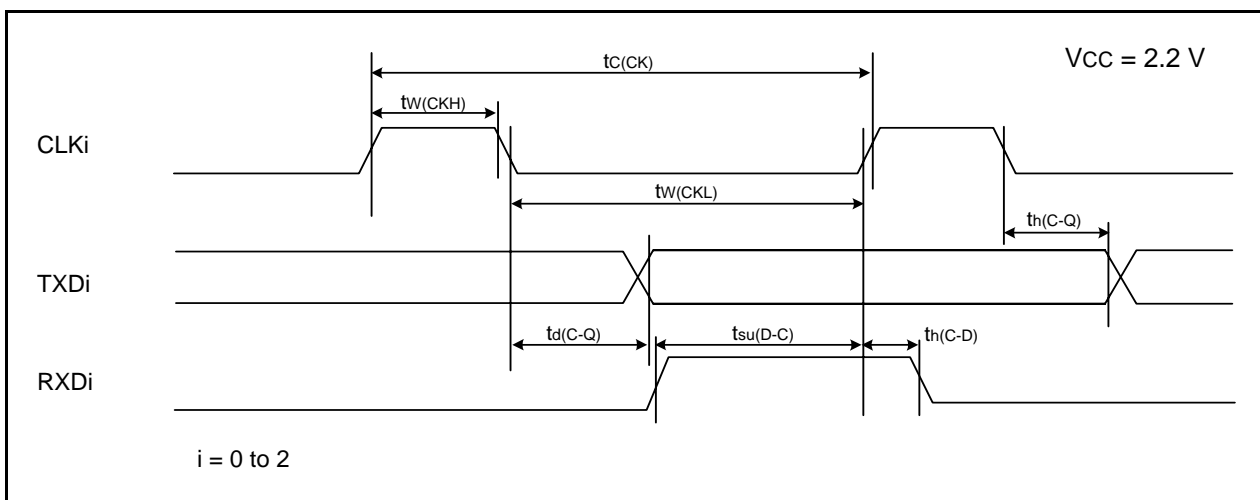 tC(CK)
VCC = 2.2 V
tW(CKH)
CLKi
tW(CKL)
th(C-Q)
TXDi
td(C-Q)
tsu(D-C)
th(C-D)
RXDi
i = 0 to 2